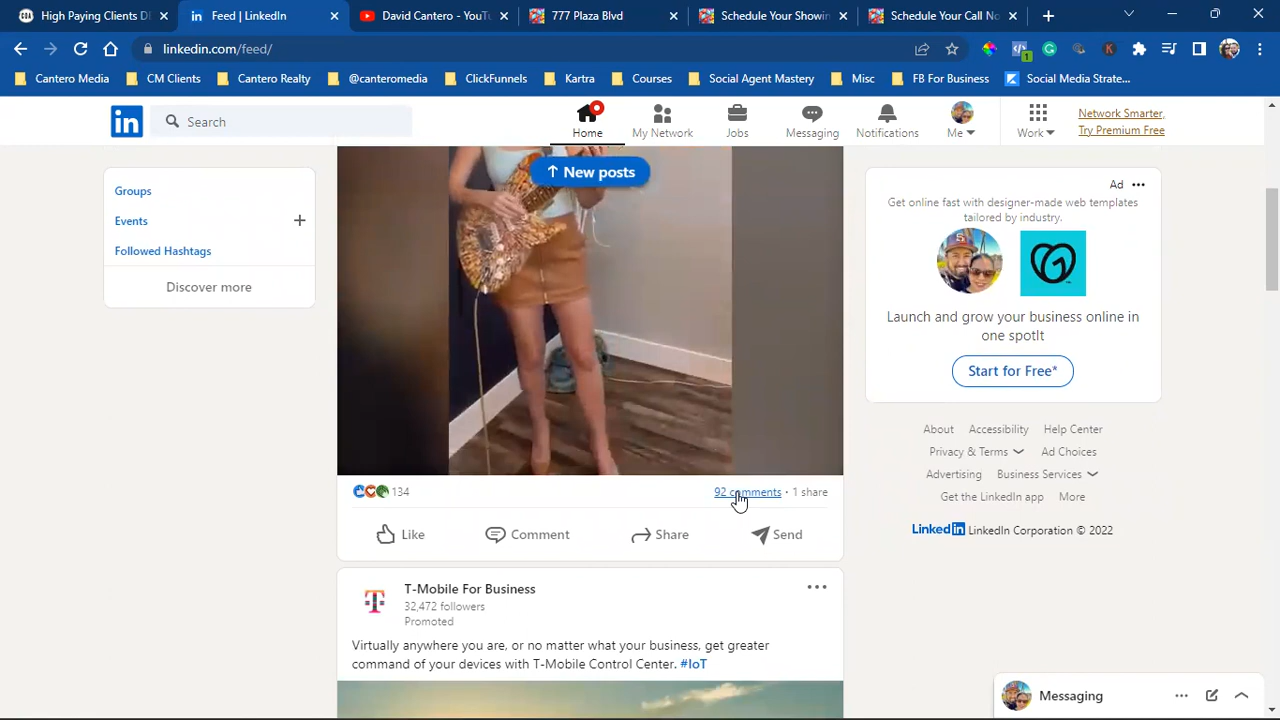 High Paying Clients D
Feed | LinkedIn
David Cantero - YouTu
777 Plaza Blvd
Schedule Your Showin
Schedule Your Call No
linkedin.com/feed/
1
Cantero Media
CM Clients
Cantero Realty
@canteromedia
ClickFunnels
Kartra
Courses
Social Agent Mastery
Misc
FB For Business
Social Media Strate...
in
Search
Home
My Network
Jobs
Messaging
Notifications
Me
Work
Network Smarter,
Try Premium Free
Groups
Events
Followed Hashtags
Discover more
New posts
134
92 comments • 1 share
Like
Comment
Share
Send
T-Mobile For Business
32,472 followers
Promoted
Virtually anywhere you are, or no matter what your business, get greater
command of your devices with T-Mobile Control Center. #IoT
Ad
Get online fast with designer-made web templates
tailored by industry.
Launch and grow your business online in
one spotIt
Start for Free*
About
Accessibility
Help Center
Privacy & Terms
Ad Choices
Advertising
Business Services
Get the LinkedIn app
More
LinkedIn LinkedIn Corporation © 2022
Messaging